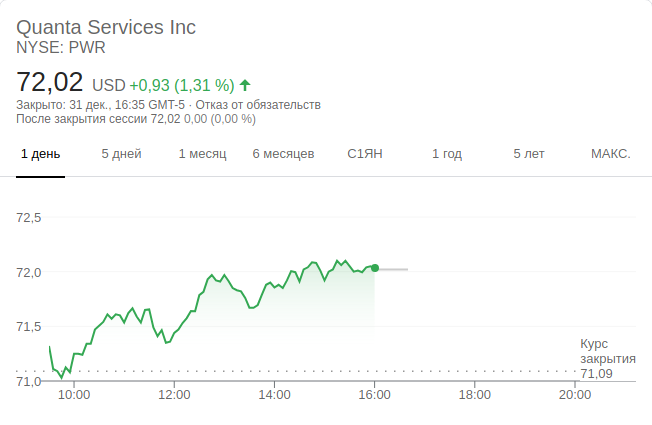 Quanta Services Inc
NYSE: PWR
72,02 USD +0,93 (1,31 %)
Закрыто: 31 дек., 16:35 GMT-5 · Отказ от обязательств
После закрытия сессии 72,02 0,00 (0,00 %)
1 день 5 дней 1 месяц 6 месяцев С1ЯН 1 год 5 лет МАКС.
72,5
72,0
71,5
Курс
закрытия
71,09
71,0
10:00 12:00 14:00 16:00 18:00 20:00